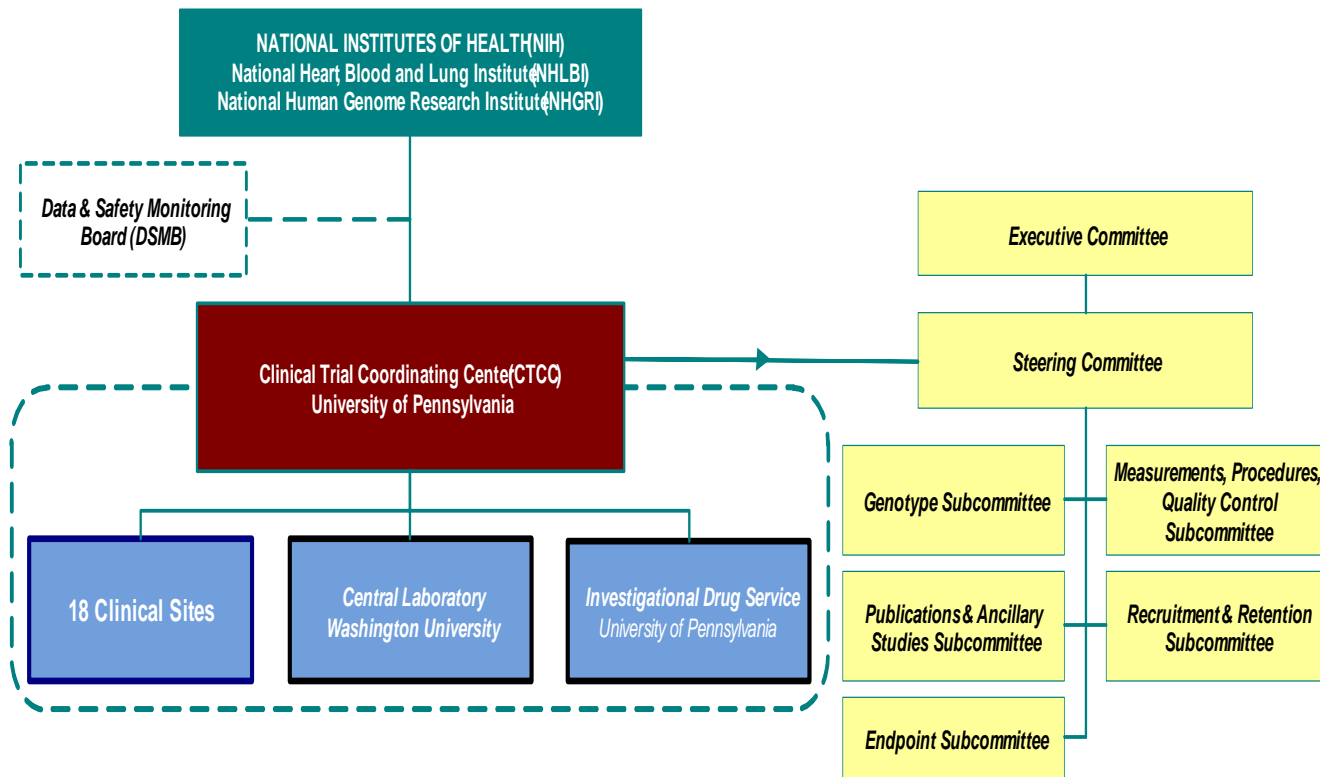 NATIONAL INSTITUTES OF HEALTH(NIH)
National Heart, Blood and Lung Institute(NHLBI)
National Human Genome Research Institute(NHGRI)
Data & Safety Monitoring
Board (DSMB)
Executive Committee
Clinical Trial Coordinating Center(CTCC)
University of Pennsylvania
Steering Committee
Genotype Subcommittee
Measurements, Procedures,
Quality Control
Subcommittee
18 Clinical Sites
Central Laboratory
Washington University
Investigational Drug Service
University of Pennsylvania
Publications & Ancillary
Studies Subcommittee
Recruitment & Retention
Subcommittee
Endpoint Subcommittee